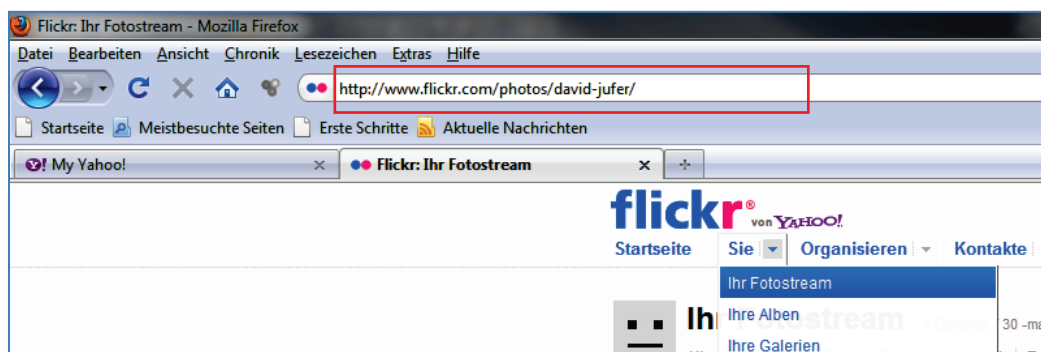 Flickr: Ihr Fotostream - Mozilla Firefox
Datei Bearbeiten Ansicht Chronik Lesezeichen Extras Hilfe
http://www.flickr.com/photos/david-jufer/
Startseite Meistbesuchte Seiten Erste Schritte Aktuelle Nachrichten
My Yahoo! Flickr: Ihr Fotostream
flickr® von YAHOO!
Startseite Sie Organisieren Kontakte
Ihr Fotostream
Ihre Alben
Ihre Galerien